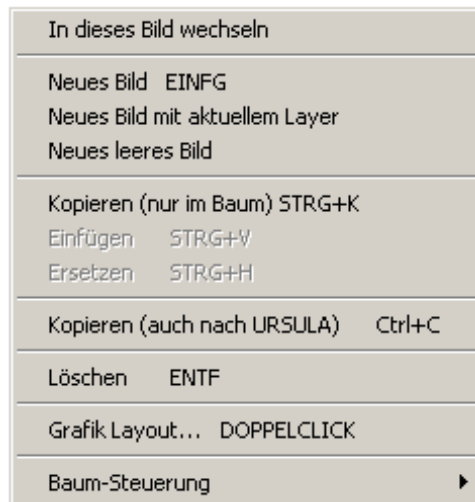 In dieses Bild wechseln
Neues Bild EINFG
Neues Bild mit aktuellem Layer
Neues leeres Bild
Kopieren (nur im Baum) STRG+K
Einfügen STRG+V
Ersetzen STRG+H
Kopieren (auch nach URSULA) Ctrl+C
Löschen ENTF
Grafik Layout... DOPPELCLICK
Baum-Steuerung